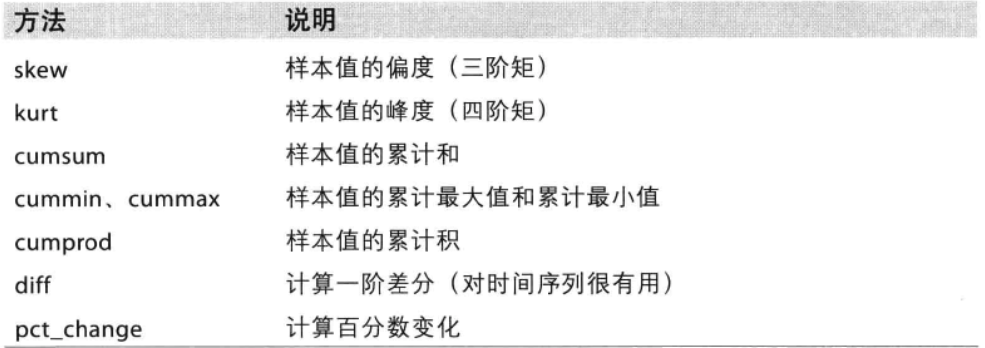 方法 说明
skew 样本值的偏度（三阶矩）
kurt 样本值的峰度（四阶矩）
cumsum 样本值的累计和
cummin、cummax 样本值的累计最大值和累计最小值
cumprod 样本值的累计积
diff 计算一阶差分（对时间序列很有用）
pct_change 计算百分数变化